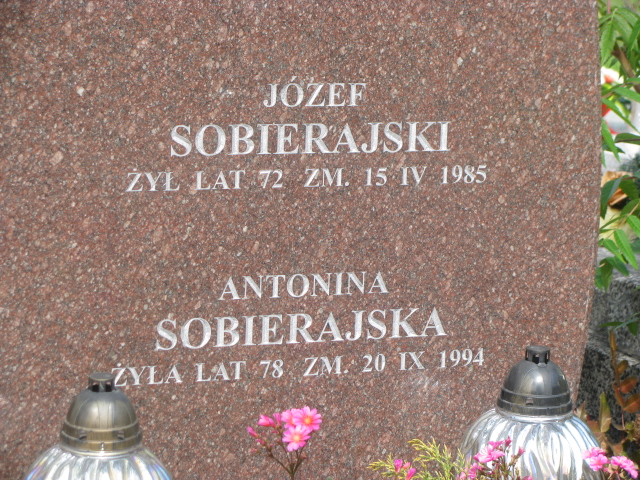 JÓZEF
SOBIERAJSKI
ŻYŁ LAT 72 ZM. 15 IV 1985
ANTONINA
SOBIERAJSKA
ŻYŁA LAT 78 ZM. 20 IX 1994